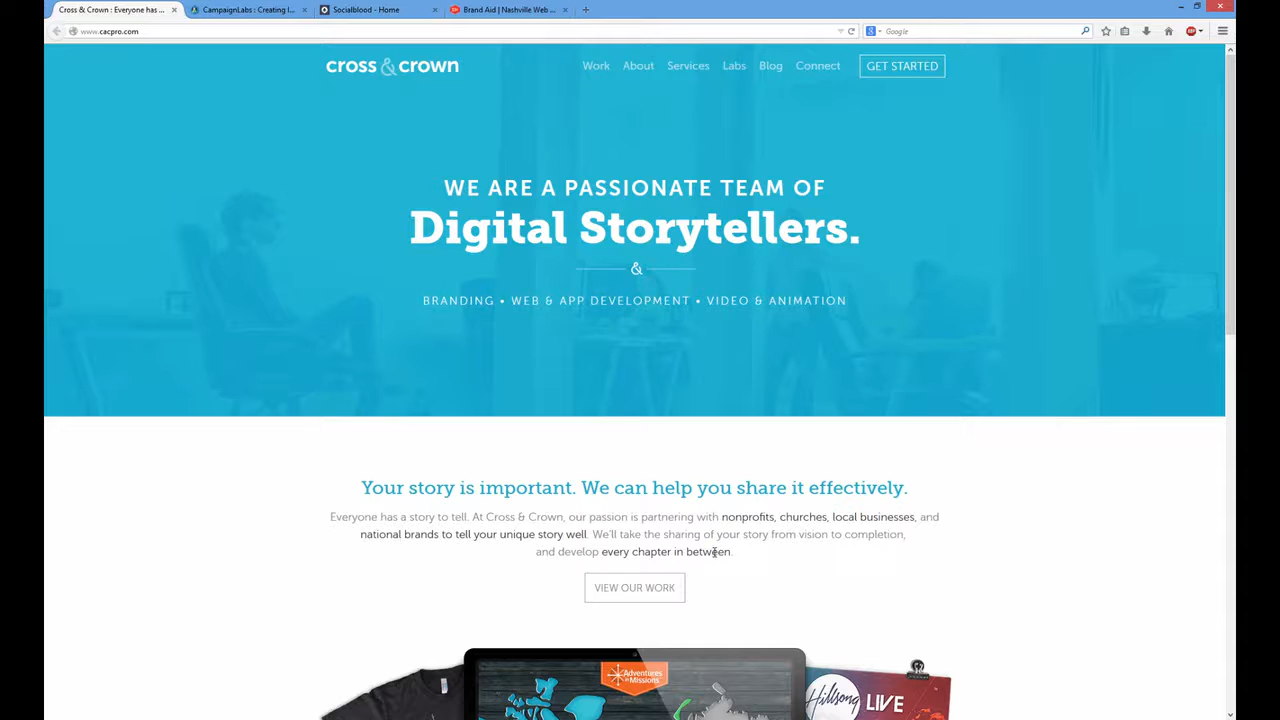 Cross & Crown : Everyone has ...
CampaignLabs : Creating I...
Socialblood - Home
Brand Aid | Nashville Web ...
www.cacpro.com
Google
cross & crown
Work
About
Services
Labs
Blog
Connect
GET STARTED
WE ARE A PASSIONATE TEAM OF
Digital Storytellers.
&
BRANDING • WEB & APP DEVELOPMENT • VIDEO & ANIMATION
Your story is important. We can help you share it effectively.
Everyone has a story to tell. At Cross & Crown, our passion is partnering with nonprofits, churches, local businesses, and
national brands to tell your unique story well. We'll take the sharing of your story from vision to completion,
and develop every chapter in between.
VIEW OUR WORK
Adventures
in Missions
Hillsong
LIVE